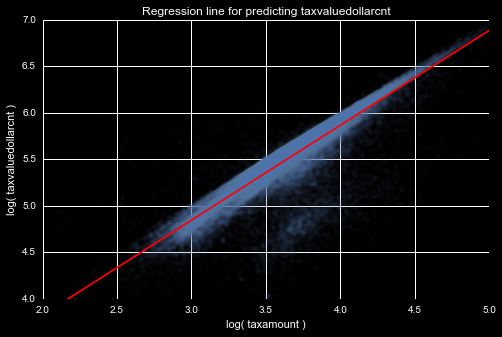 Regression line for predicting taxvaluedollarcnt
7.0
6.5
6.0
5.5
5.0
4.5
4.0
log( taxvaluedollarcnt )
2.0 2.5 3.0 3.5 4.0 4.5 5.0
log( taxamount )